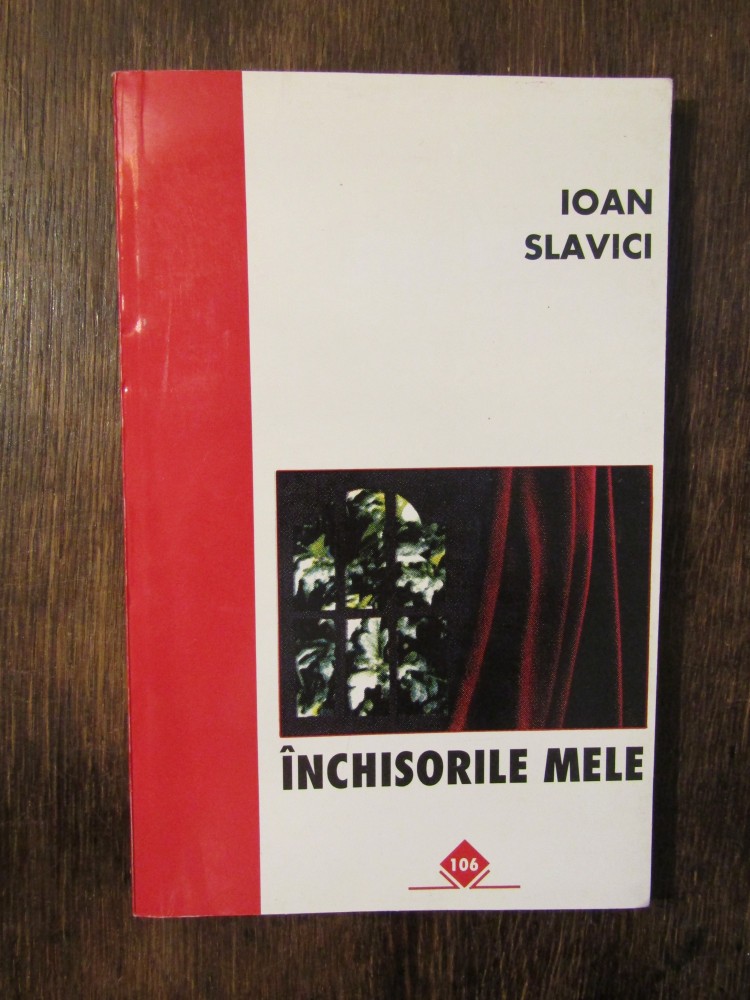 IOAN
SLAVICI
ÎNCHISORILE MELE
106